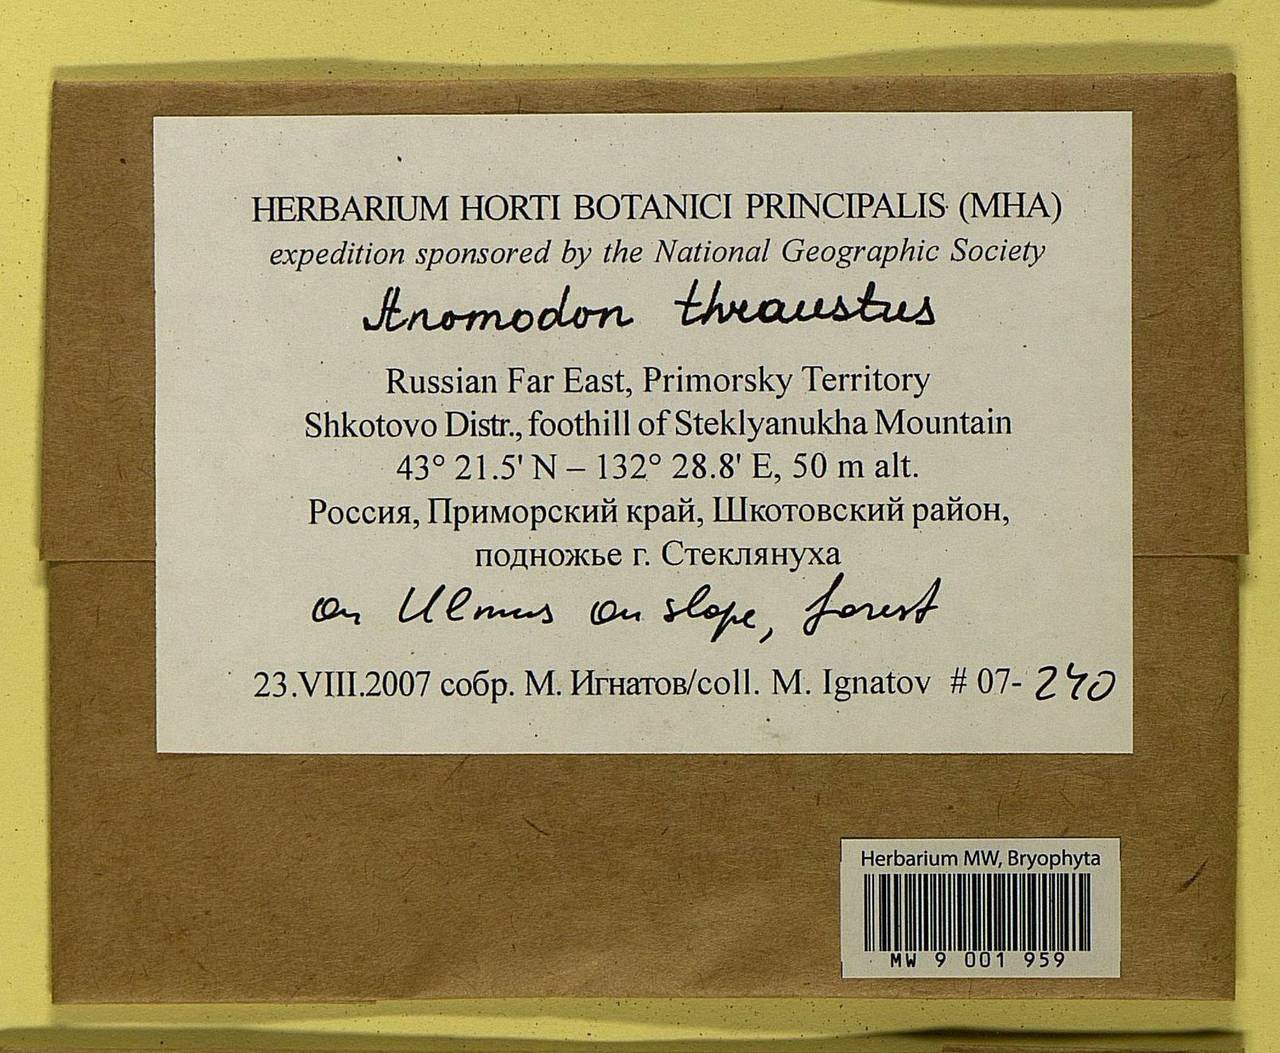 HERBARIUM HORTI BOTANICI PRINCIPALIS (MHA)
expedition sponsored by the National Geographic Society
Anomodon thraustus
Russian Far East, Primorsky Territory
Shkotovo Distr., foothill of Steklyanukha Mountain
43° 21.5' N – 132° 28.8' E, 50 m alt.
Россия, Приморский край, Шкотовский район,
подножье г. Стеклянуха
on Ulmus on slope, forest
23.VIII.2007 собр. М. Игнатов/coll. M. Ignatov # 07- 240
Herbarium MW, Bryophyta
MW 9 001 959